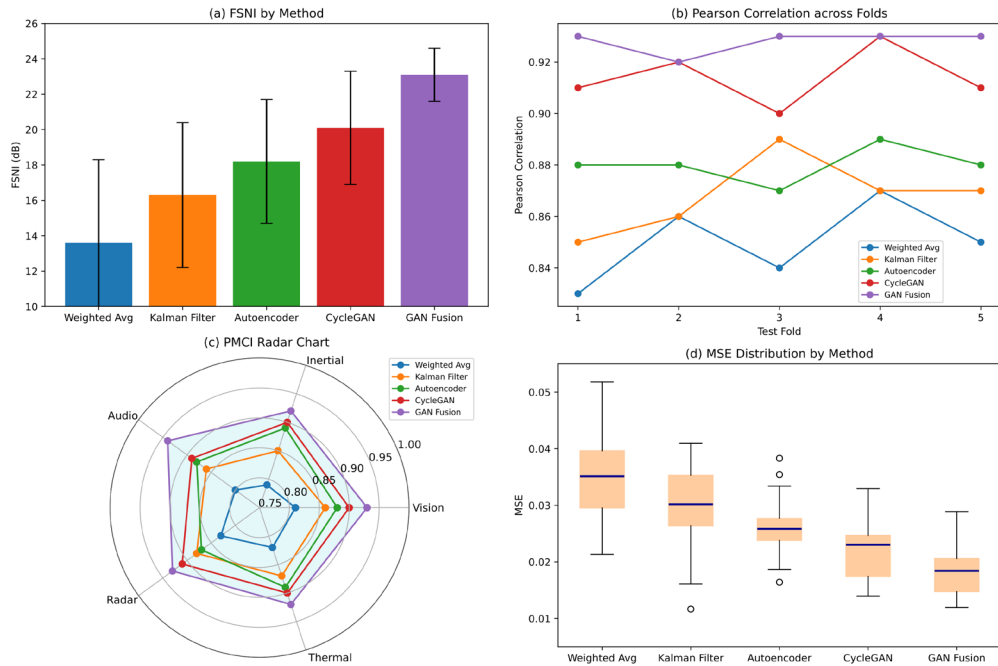 (a) FSNI by Method
26
24
22
20
18
16
14
12
10
FSNI (dB)
Weighted Avg
Kalman Filter
Autoencoder
CycleGAN
GAN Fusion
(b) Pearson Correlation across Folds
0.92
0.90
0.88
0.86
0.84
Pearson Correlation
Weighted Avg
Kalman Filter
Autoencoder
CycleGAN
GAN Fusion
1
2
3
4
5
Test Fold
(c) PMCI Radar Chart
Weighted Avg
Kalman Filter
Autoencoder
CycleGAN
GAN Fusion
Inertial
Audio
Vision
Radar
Thermal
1.00
0.95
0.90
0.85
0.80
0.75
(d) MSE Distribution by Method
0.05
0.04
0.03
0.02
0.01
MSE
Weighted Avg
Kalman Filter
Autoencoder
CycleGAN
GAN Fusion